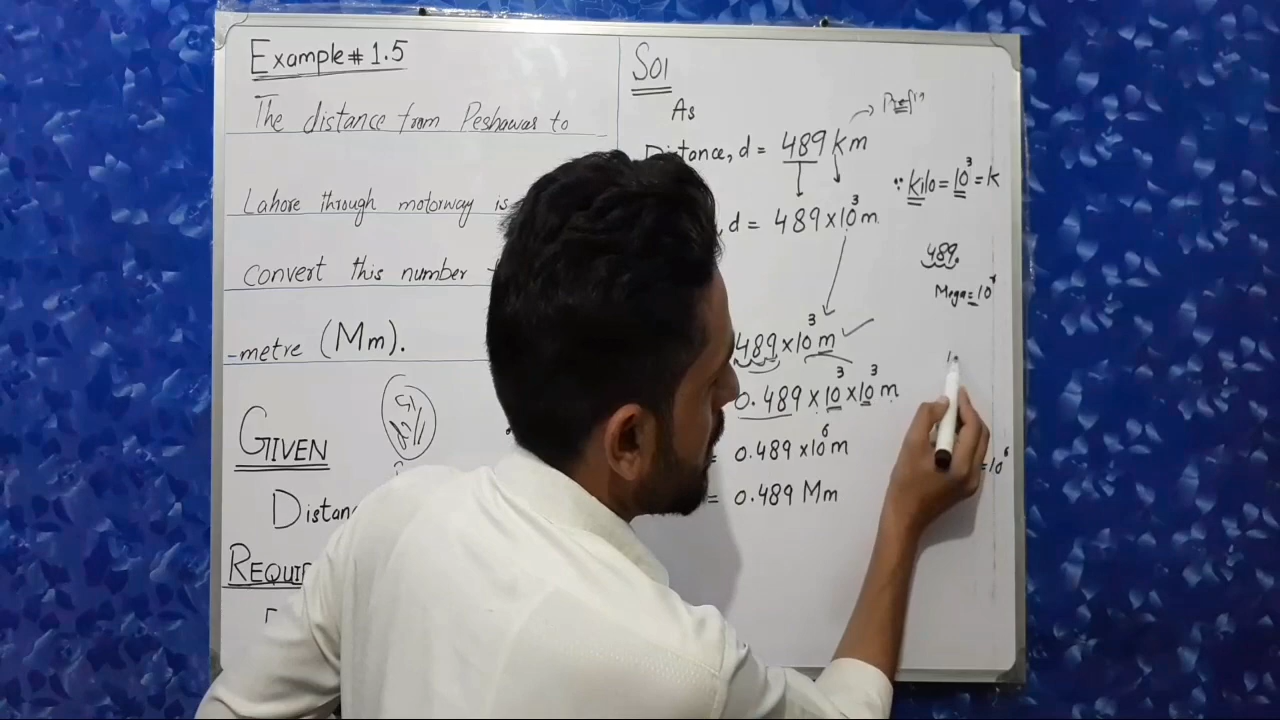 Example # 1.5
The distance from Peshawar to
Lahore through motorway is
convert this number
-metre (Mm).
GIVEN
Distan
REQUIR
Sol
As
Distance, d = 489 km
Prefix
∵ kilo = 10³ = k
, d = 489 × 10³ m
489.
Mega = 10
489 × 10³ m
0.489 × 10³ × 10³ m
= 0.489 × 10⁶ m
= 10⁶
= 0.489 Mm